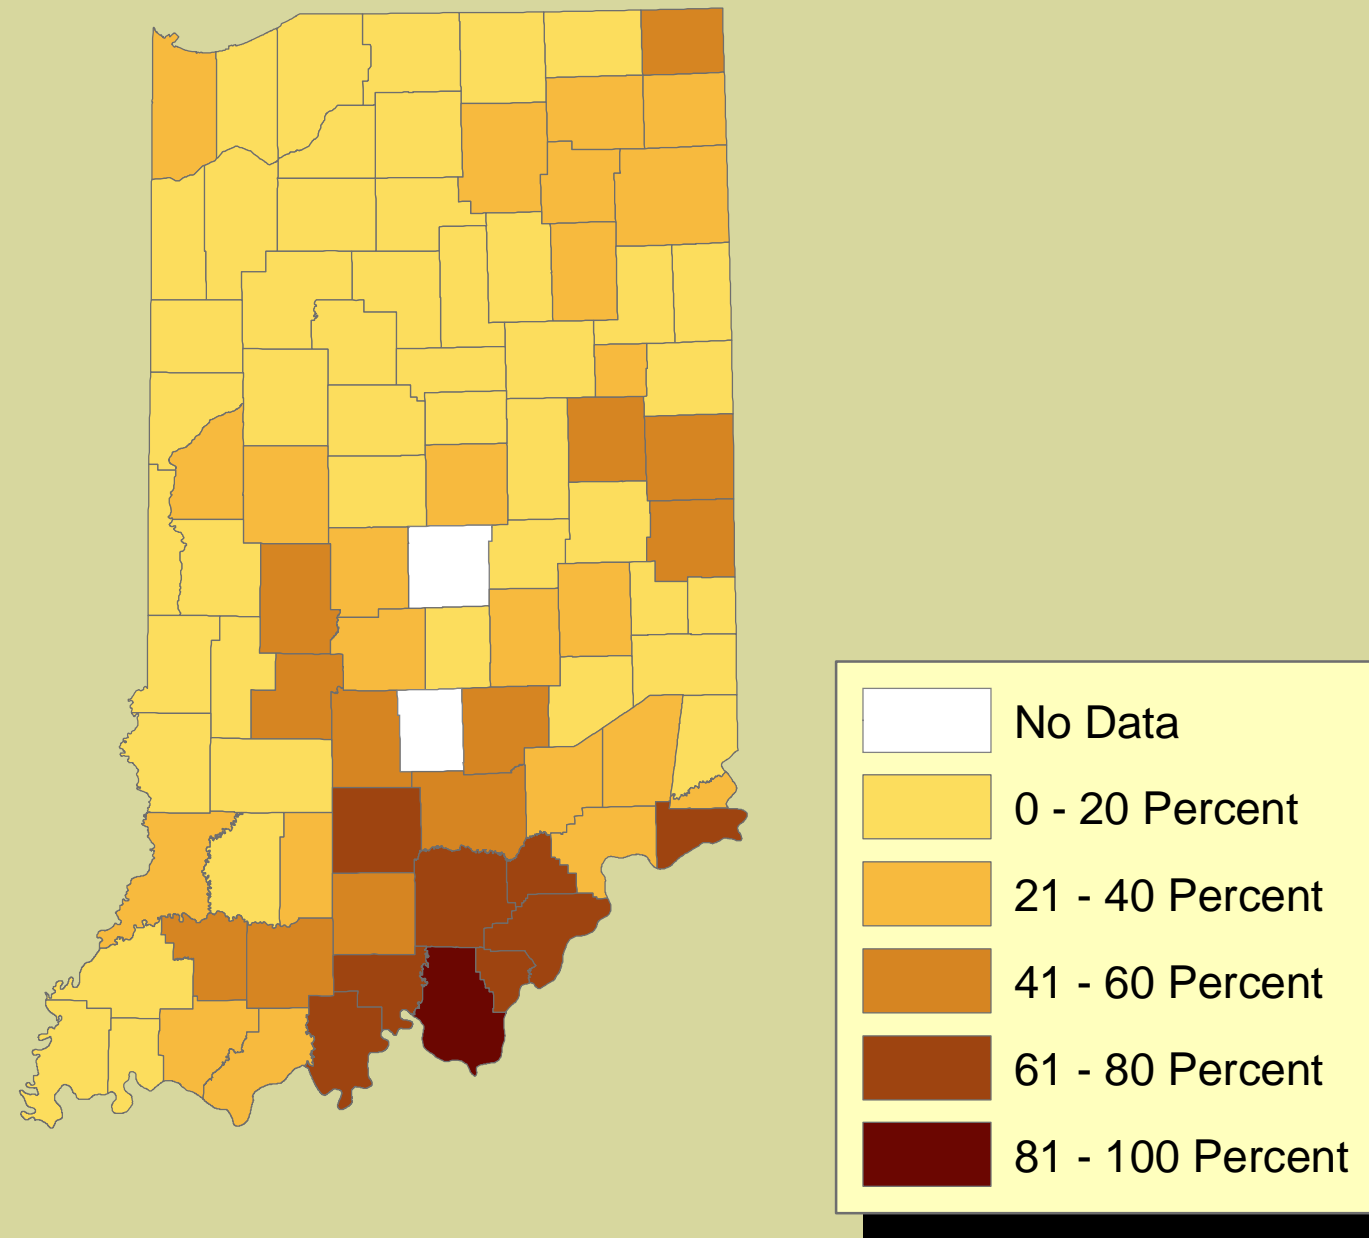 No Data
0 - 20 Percent
21 - 40 Percent
41 - 60 Percent
61 - 80 Percent
81 - 100 Percent